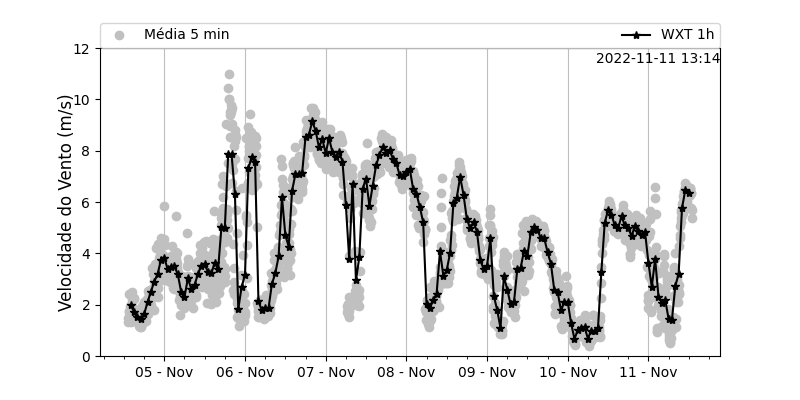 Média 5 min
WXT 1h
2022-11-11 13:14
Velocidade do Vento (m/s)
12
10
8
6
4
2
0
05 - Nov
06 - Nov
07 - Nov
08 - Nov
09 - Nov
10 - Nov
11 - Nov